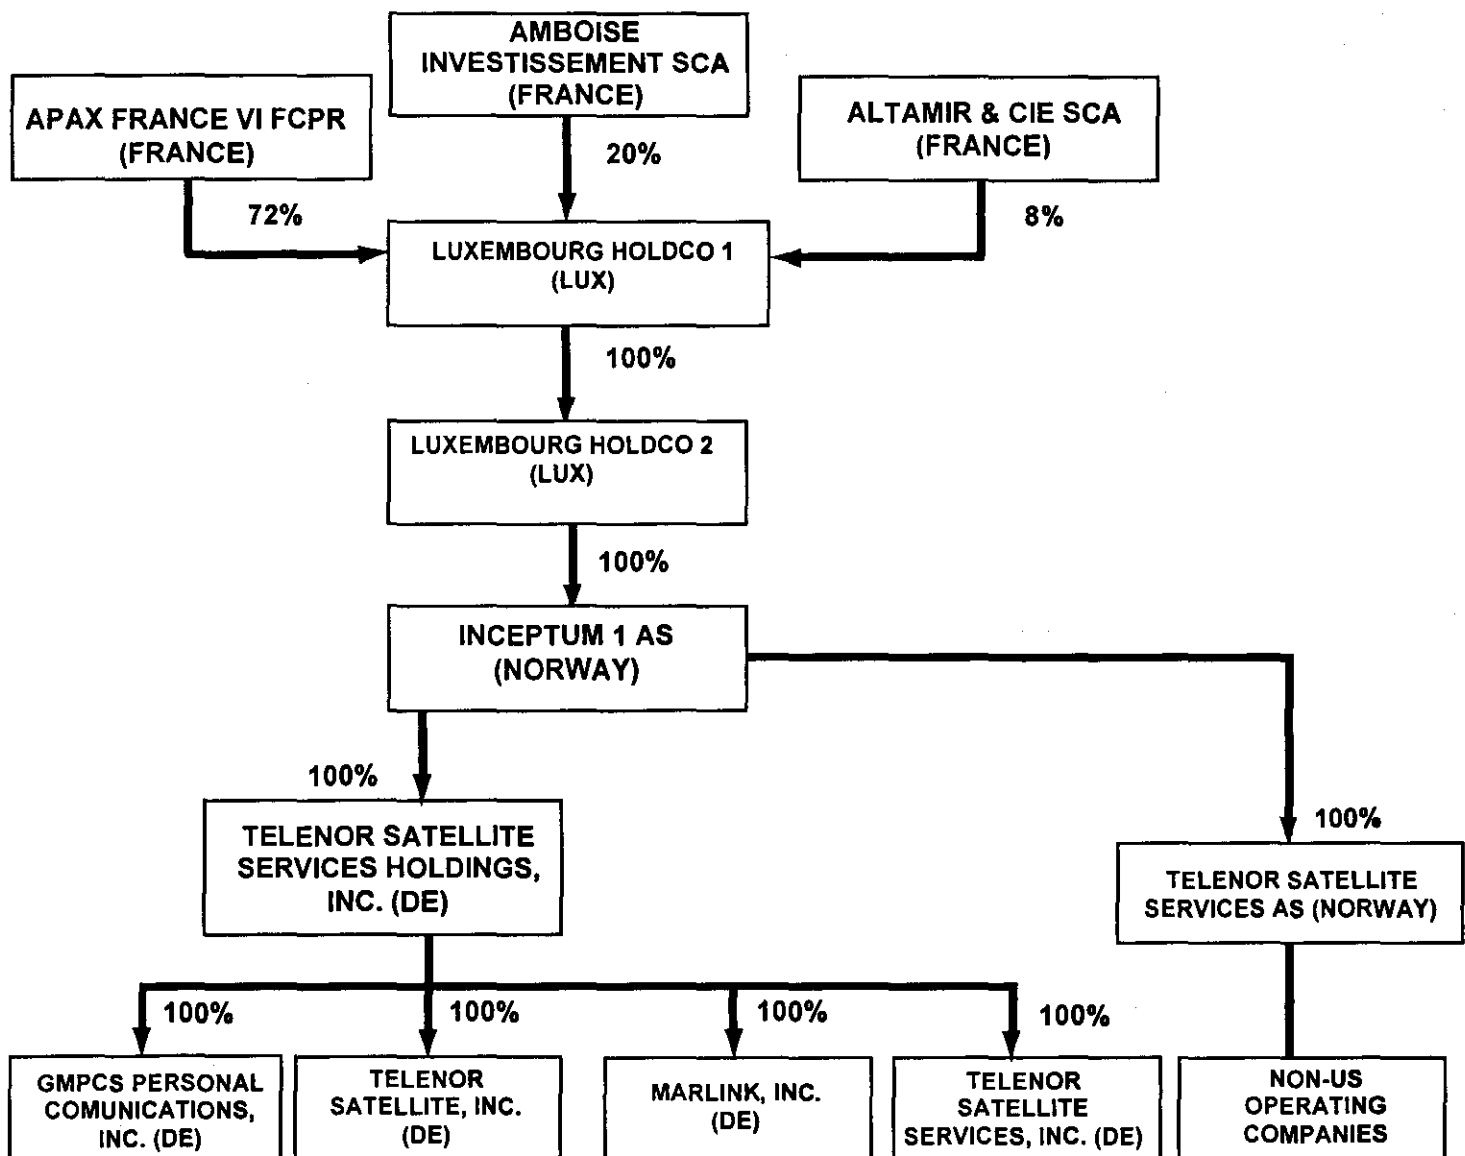 AMBOISE
INVESTISSEMENT SCA
(FRANCE)
APAX FRANCE VI FCPR
(FRANCE)
ALTAMIR & CIE SCA
(FRANCE)
20%
72%
8%
LUXEMBOURG HOLDCO 1
(LUX)
100%
LUXEMBOURG HOLDCO 2
(LUX)
100%
INCEPTUM 1 AS
(NORWAY)
100%
TELENOR SATELLITE
SERVICES HOLDINGS,
INC. (DE)
100%
TELENOR SATELLITE
SERVICES AS (NORWAY)
100%
100%
100%
100%
GMPCS PERSONAL
COMUNICATIONS,
INC. (DE)
TELENOR
SATELLITE, INC.
(DE)
MARLINK, INC.
(DE)
TELENOR
SATELLITE
SERVICES, INC. (DE)
NON-US
OPERATING
COMPANIES